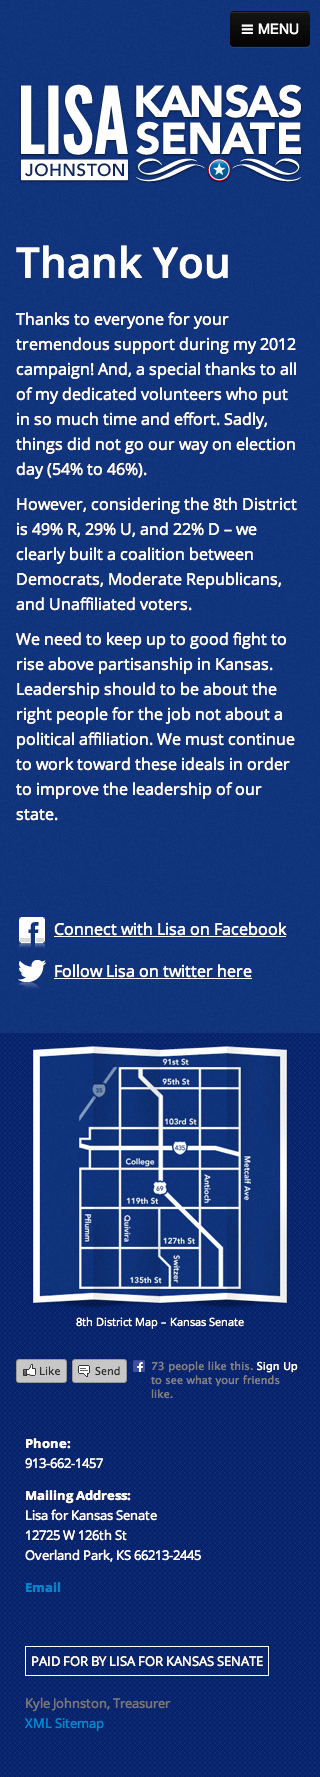 MENU
LISA KANSAS
JOHNSTON SENATE
Thank You
Thanks to everyone for your
tremendous support during my 2012
campaign! And, a special thanks to all
of my dedicated volunteers who put
in so much time and effort. Sadly,
things did not go our way on election
day (54% to 46%).
However, considering the 8th District
is 49% R, 29% U, and 22% D – we
clearly built a coalition between
Democrats, Moderate Republicans,
and Unaffiliated voters.
We need to keep up to good fight to
rise above partisanship in Kansas.
Leadership should to be about the
right people for the job not about a
political affiliation. We must continue
to work toward these ideals in order
to improve the leadership of our
state.
Connect with Lisa on Facebook
Follow Lisa on twitter here
91st St
95th St
35
103rd St
435
College
Metcalf Ave
Antioch
69
119th St
Pflumm
Quivira
127th St
Switzer
135th St
8th District Map – Kansas Senate
Like Send 73 people like this. Sign Up
to see what your friends
like.
Phone:
913-662-1457
Mailing Address:
Lisa for Kansas Senate
12725 W 126th St
Overland Park, KS 66213-2445
Email
PAID FOR BY LISA FOR KANSAS SENATE
Kyle Johnston, Treasurer
XML Sitemap